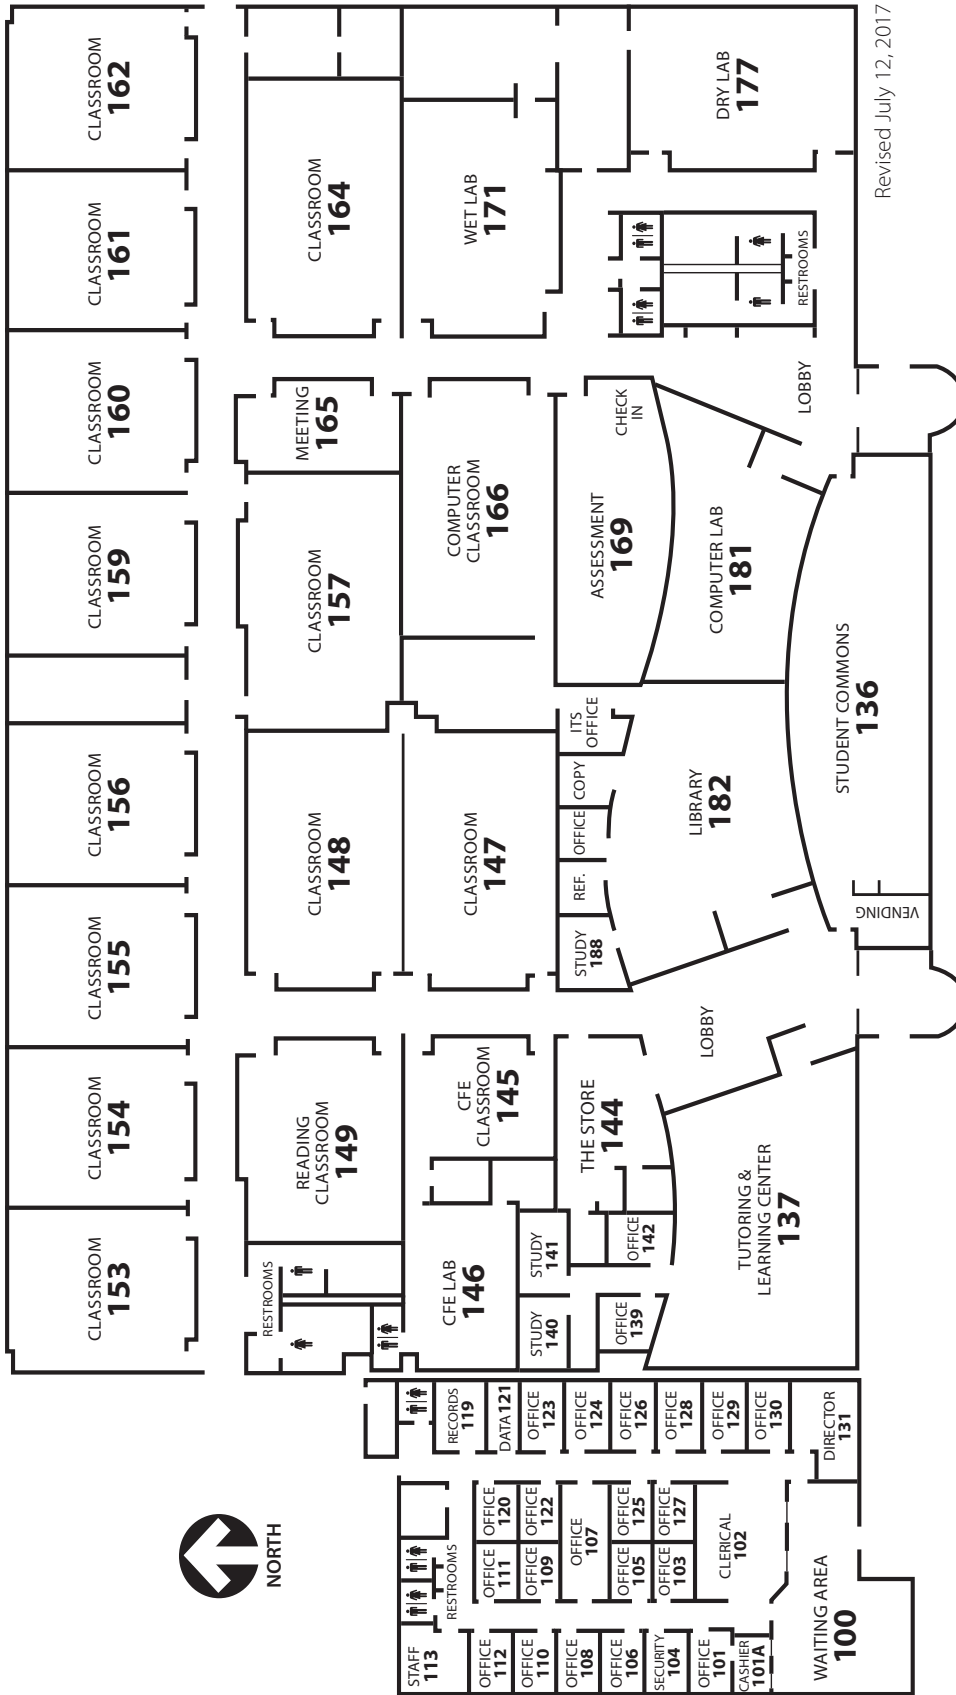 CLASSROOM
162
CLASSROOM
161
CLASSROOM
160
CLASSROOM
159
CLASSROOM
156
CLASSROOM
155
CLASSROOM
154
CLASSROOM
153
CLASSROOM
164
MEETING
165
CLASSROOM
157
CLASSROOM
148
READING
CLASSROOM
149
RESTROOMS
WET LAB
171
COMPUTER
CLASSROOM
166
CLASSROOM
147
CFE
CLASSROOM
145
CFE LAB
146
DRY LAB
177
RESTROOMS
CHECK
IN
ASSESSMENT
169
ITS
OFFICE
COPY
OFFICE
REF.
STUDY
188
THE STORE
144
STUDY
141
STUDY
140
OFFICE
142
OFFICE
139
COMPUTER LAB
181
LIBRARY
182
LOBBY
LOBBY
STUDENT COMMONS
136
VENDING
TUTORING &
LEARNING CENTER
137
Revised July 12, 2017
RECORDS
119
DATA 121
OFFICE
123
OFFICE
124
OFFICE
126
OFFICE
128
OFFICE
129
OFFICE
130
DIRECTOR
131
OFFICE
120
OFFICE
122
OFFICE
107
OFFICE
125
OFFICE
127
OFFICE
111
OFFICE
109
OFFICE
105
OFFICE
103
CLERICAL
102
RESTROOMS
STAFF
113
OFFICE
112
OFFICE
110
OFFICE
108
OFFICE
106
SECURITY
104
OFFICE
101
CASHIER
101A
WAITING AREA
100
NORTH